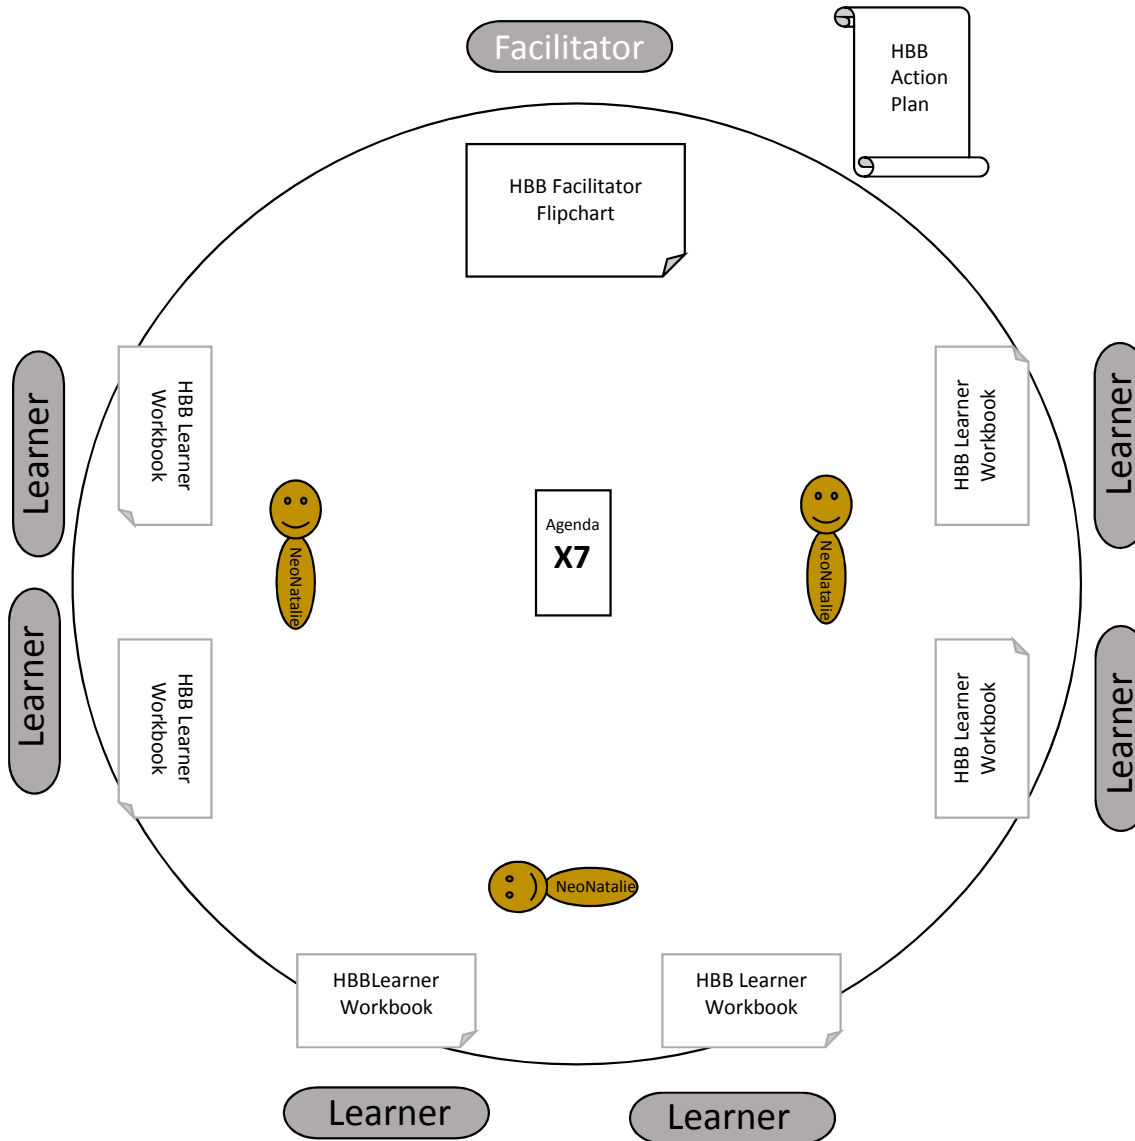 Facilitator
HBB
Action
Plan
HBB Facilitator
Flipchart
Learner
HBB Learner
Workbook
HBB Learner
Workbook
Learner
NeoNatalie
Agenda
X7
NeoNatalie
Learner
HBB Learner
Workbook
HBB Learner
Workbook
Learner
NeoNatalie
HBBLearner
Workbook
HBB Learner
Workbook
Learner
Learner